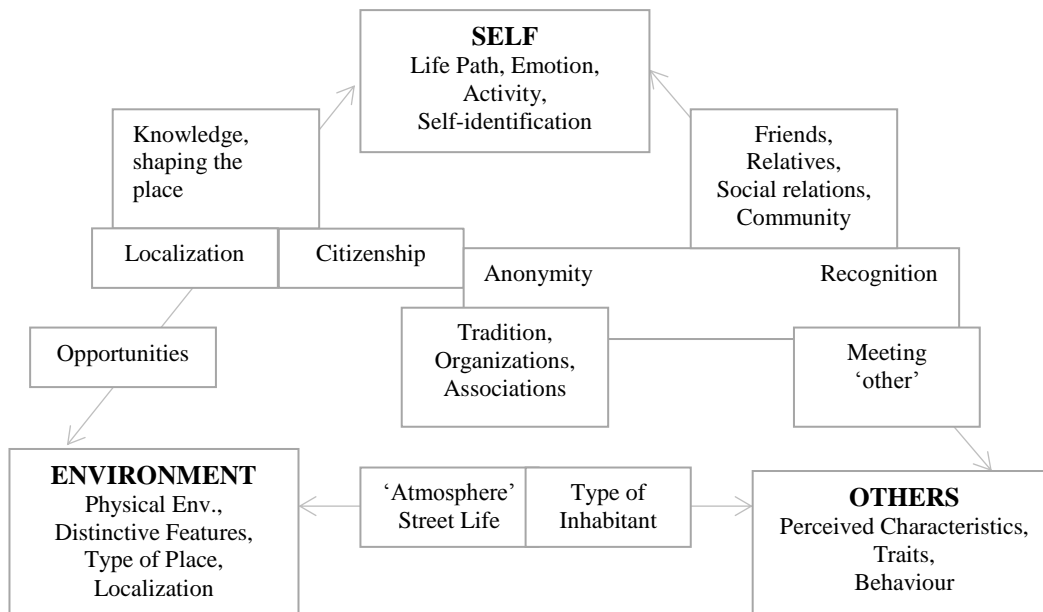 SELF
Life Path, Emotion,
Activity,
Self-identification
Knowledge,
shaping the
place
Friends,
Relatives,
Social relations,
Community
Localization
Citizenship
Anonymity
Recognition
Opportunities
Tradition,
Organizations,
Associations
Meeting
‘other’
ENVIRONMENT
Physical Env.,
Distinctive Features,
Type of Place,
Localization
‘Atmosphere’
Street Life
Type of
Inhabitant
OTHERS
Perceived Characteristics,
Traits,
Behaviour